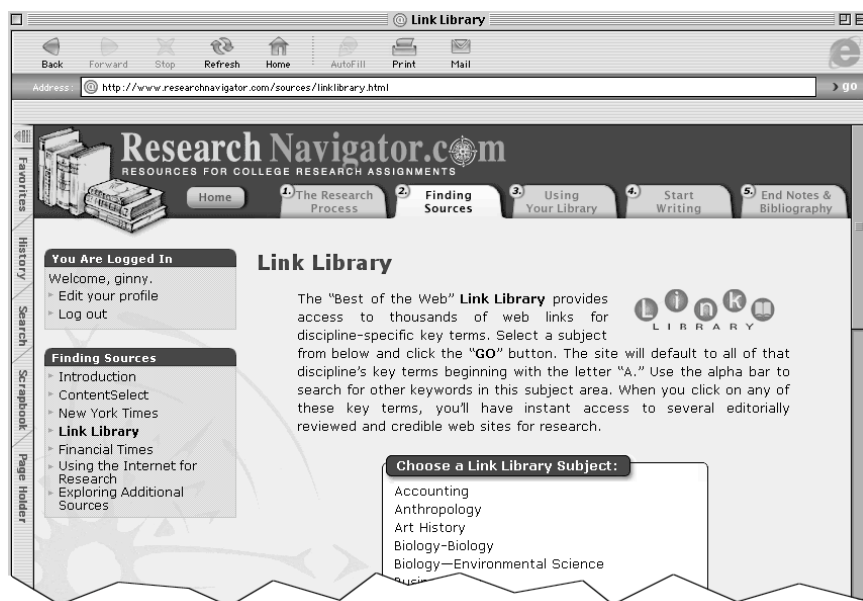 @ Link Library
Back Forward Stop Refresh Home AutoFill Print Mail
Address: @ http://www.researchnavigator.com/sources/linklibrary.html go
Favorites
History
Search
Scrapbook
Page Holder
Research Navigator.com
RESOURCES FOR COLLEGE RESEARCH ASSIGNMENTS
Home
1. The Research
Process
2. Finding
Sources
3. Using
Your Library
4. Start
Writing
5. End Notes &
Bibliography
You Are Logged In
Welcome, ginny.
Edit your profile
Log out
Finding Sources
Introduction
ContentSelect
New York Times
Link Library
Financial Times
Using the Internet for
Research
Exploring Additional
Sources
Link Library
The “Best of the Web” Link Library provides
access to thousands of web links for
discipline-specific key terms. Select a subject
from below and click the “GO” button. The site will default to all of that
discipline’s key terms beginning with the letter “A.” Use the alpha bar to
search for other keywords in this subject area. When you click on any of
these key terms, you’ll have instant access to several editorially
reviewed and credible web sites for research.
Link
LIBRARY
Choose a Link Library Subject:
Accounting
Anthropology
Art History
Biology-Biology
Biology—Environmental Science